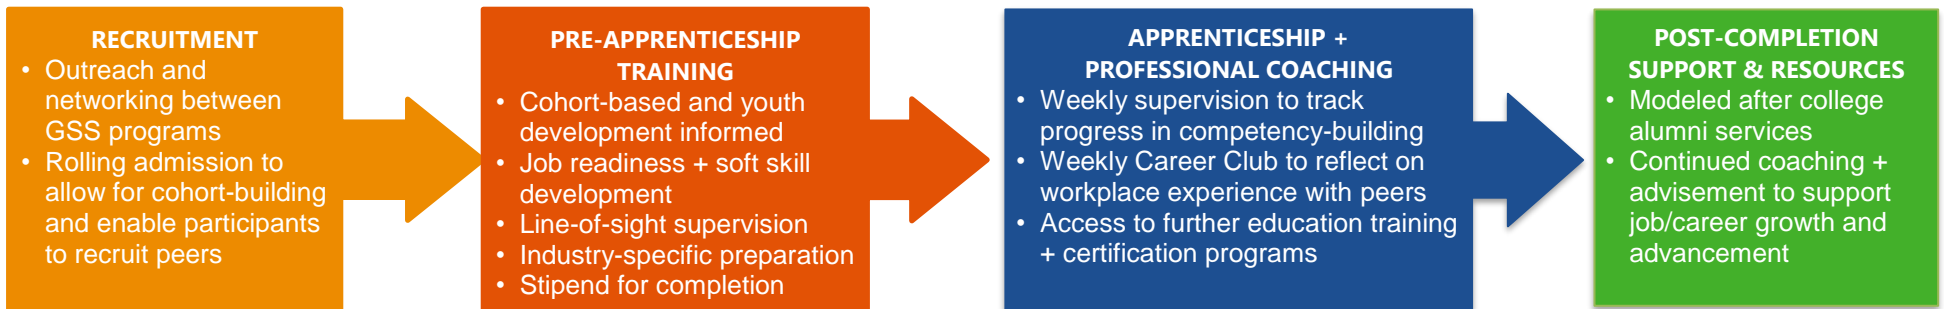 RECRUITMENT
• Outreach and
networking between
GSS programs
• Rolling admission to
allow for cohort-building
and enable participants
to recruit peers
PRE-APPRENTICESHIP
TRAINING
• Cohort-based and youth
development informed
• Job readiness + soft skill
development
• Line-of-sight supervision
• Industry-specific preparation
• Stipend for completion
APPRENTICESHIP +
PROFESSIONAL COACHING
• Weekly supervision to track
progress in competency-building
• Weekly Career Club to reflect on
workplace experience with peers
• Access to further education training
+ certification programs
POST-COMPLETION
SUPPORT & RESOURCES
• Modeled after college
alumni services
• Continued coaching +
advisement to support
job/career growth and
advancement